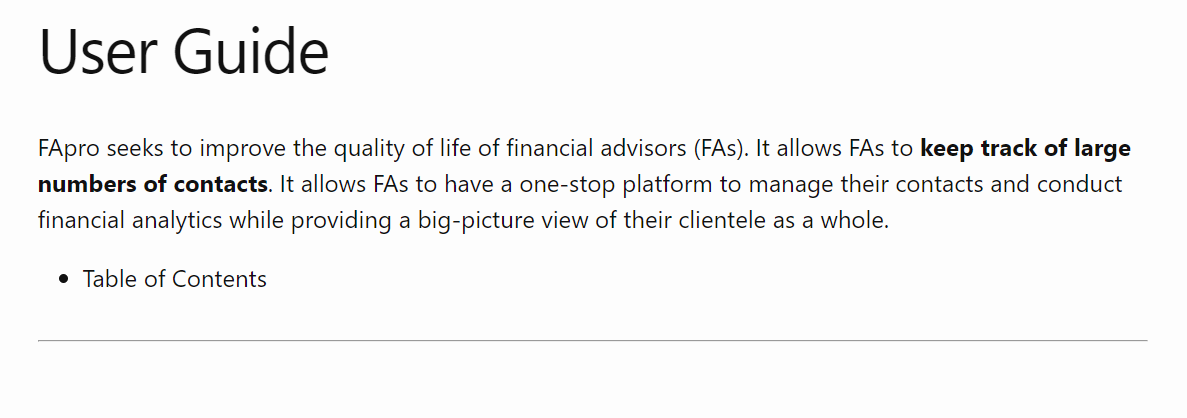 User Guide
FApro seeks to improve the quality of life of financial advisors (FAs). It allows FAs to keep track of large
numbers of contacts. It allows FAs to have a one-stop platform to manage their contacts and conduct
financial analytics while providing a big-picture view of their clientele as a whole.
• Table of Contents